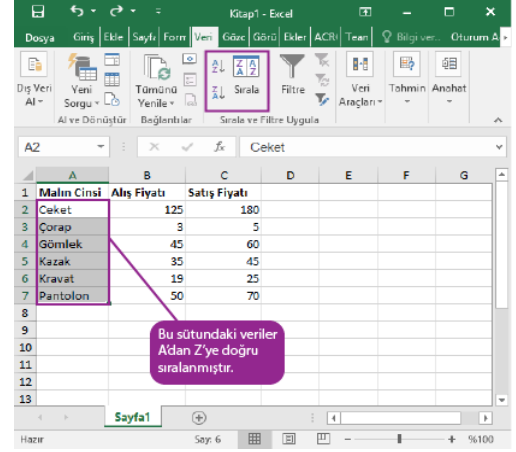 Kitap1 - Excel
Dosya Giriş Ekle Sayfı Form Veri Gözc Görü Ekler ACRı Tean Bilgi ver... Oturum A
Dış Veri Al
Yeni Sorgu
Tümünü Yenile
Sırala
Filtre
Veri Araçları
Tahmin
Anahat
Al ve Dönüştür Bağlantılar Sırala ve Filtre Uygula
A2 fx Ceket
A B C D E F G
1 Malın Cinsi Alış Fiyatı Satış Fiyatı
2 Ceket 125 180
3 Çorap 3 5
4 Gömlek 45 60
5 Kazak 35 45
6 Kravat 19 25
7 Pantolon 50 70
8
9
10
11
12
13
Bu sütundaki veriler
A'dan Z'ye doğru
sıralanmıştır.
Sayfa1
Hazır Say: 6 %100